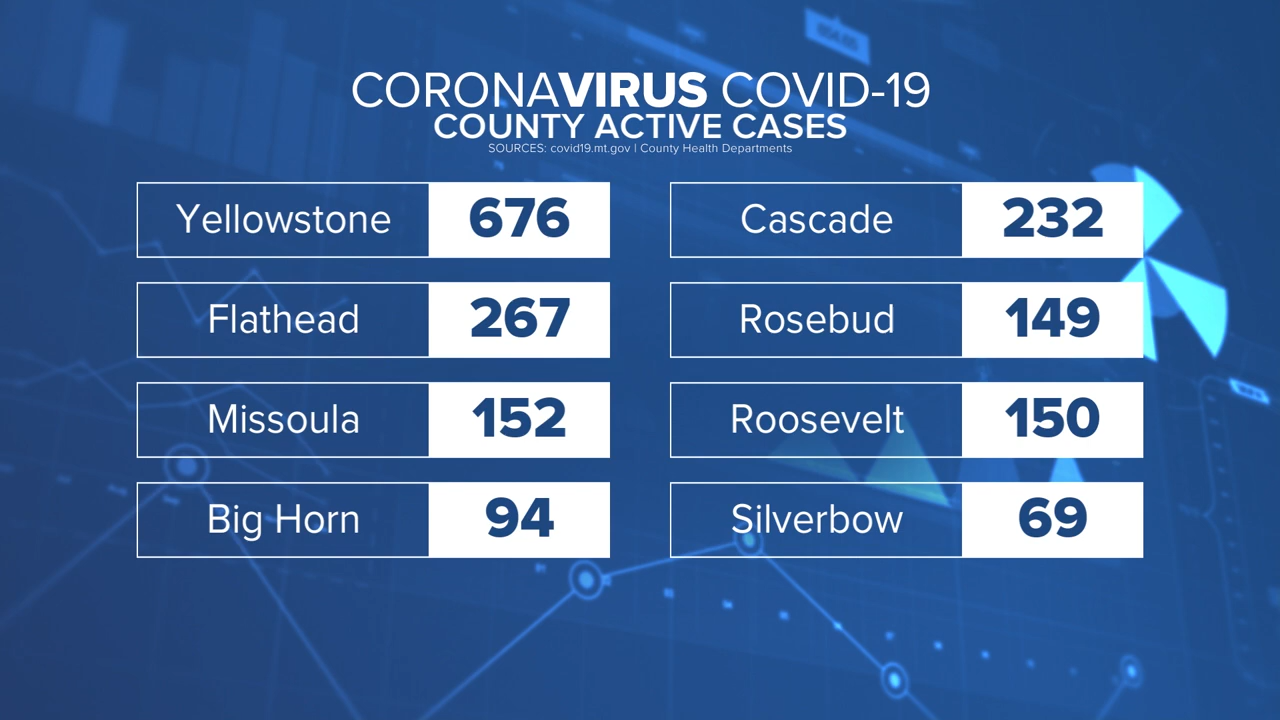 CORONAVIRUS COVID-19
COUNTY ACTIVE CASES
SOURCES: covid19.mt.gov | County Health Departments
Yellowstone 676
Cascade 232
Flathead 267
Rosebud 149
Missoula 152
Roosevelt 150
Big Horn 94
Silverbow 69